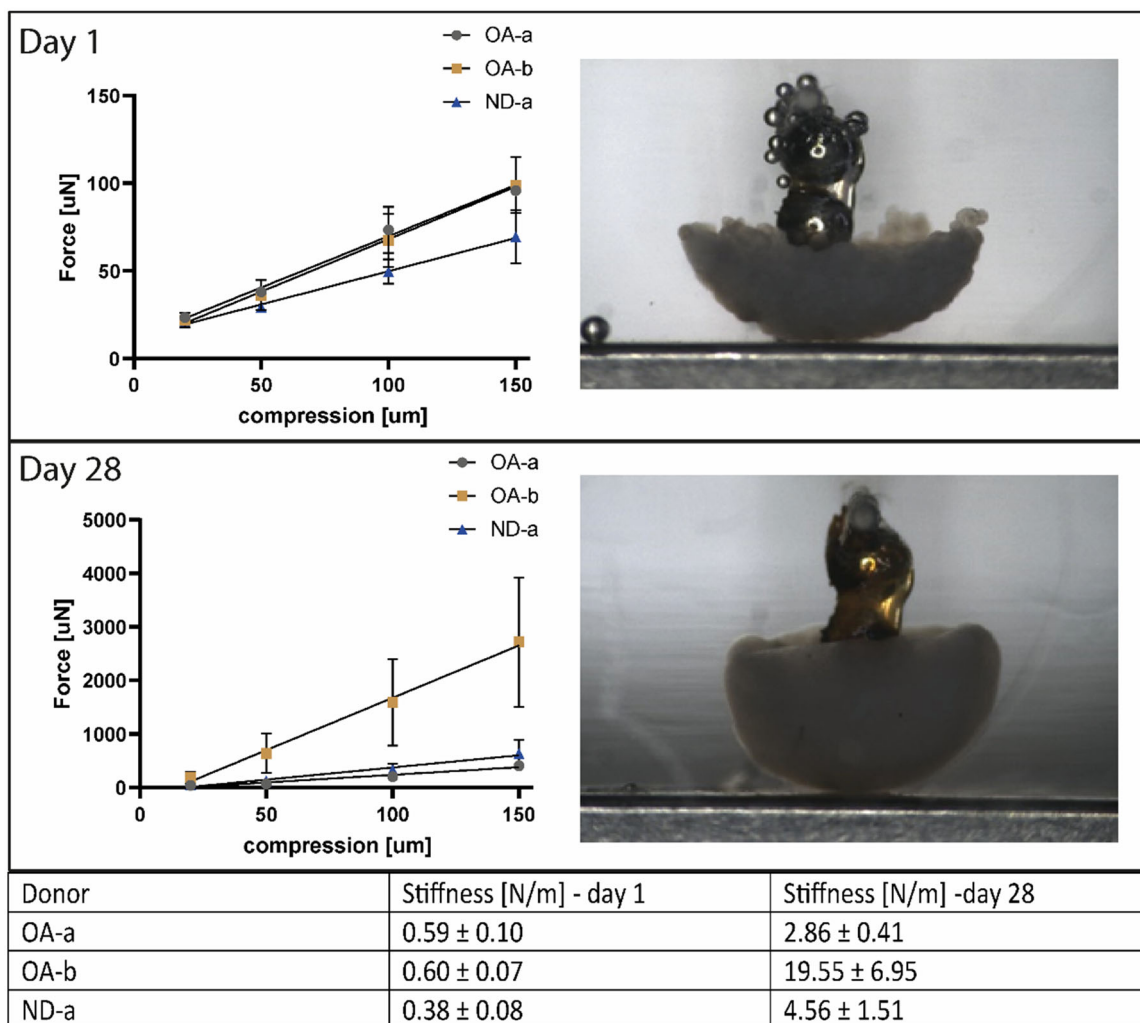 Day 1
OA-a
OA-b
ND-a
150
100
50
0
Force [uN]
0 50 100 150
compression [um]
Day 28
OA-a
OA-b
ND-a
5000
4000
3000
2000
1000
0
Force [uN]
0 50 100 150
compression [um]
Donor Stiffness [N/m] - day 1 Stiffness [N/m] -day 28
OA-a 0.59 ± 0.10 2.86 ± 0.41
OA-b 0.60 ± 0.07 19.55 ± 6.95
ND-a 0.38 ± 0.08 4.56 ± 1.51